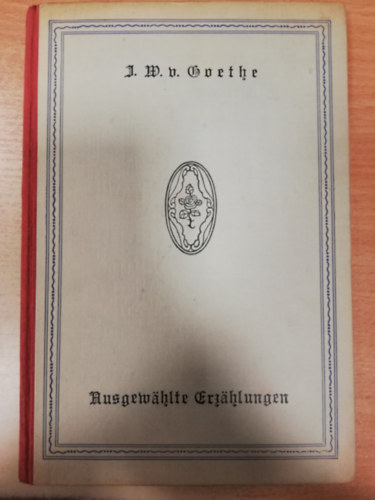 J. W. v. Goethe
Ausgewählte Erzählungen